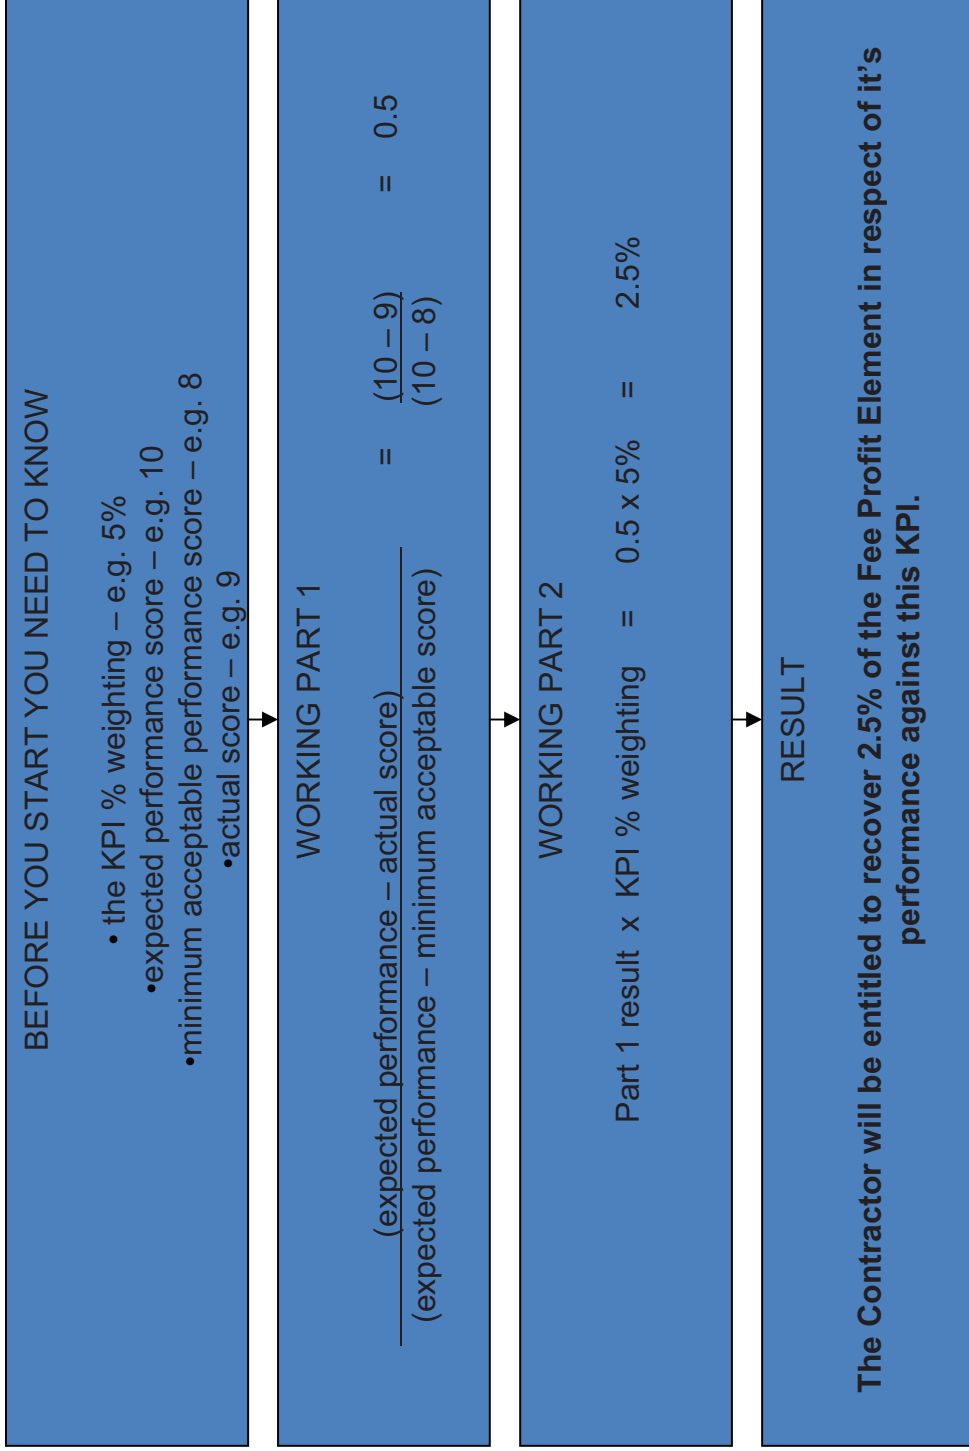 BEFORE YOU START YOU NEED TO KNOW
• the KPI % weighting – e.g. 5%
•expected performance score – e.g. 10
•minimum acceptable performance score – e.g. 8
•actual score – e.g. 9
WORKING PART 1
(expected performance – actual score) = (10 – 9) = 0.5
(expected performance – minimum acceptable score) (10 – 8)
WORKING PART 2
Part 1 result x KPI % weighting = 0.5 x 5% = 2.5%
RESULT
The Contractor will be entitled to recover 2.5% of the Fee Profit Element in respect of it's
performance against this KPI.